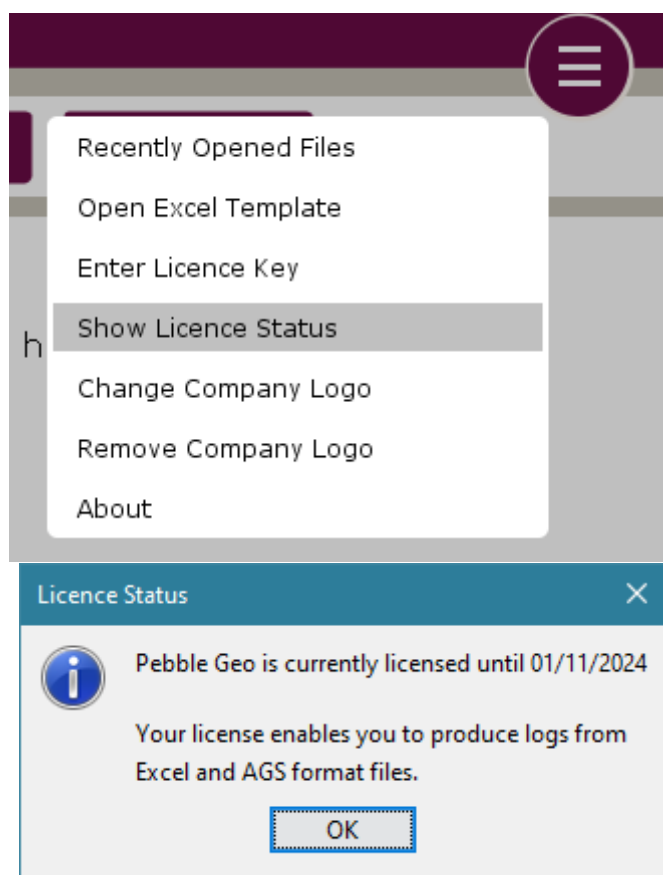 Recently Opened Files
Open Excel Template
Enter Licence Key
h
Show Licence Status
Change Company Logo
Remove Company Logo
About
Licence Status
Pebble Geo is currently licensed until 01/11/2024
Your license enables you to produce logs from
Excel and AGS format files.
OK